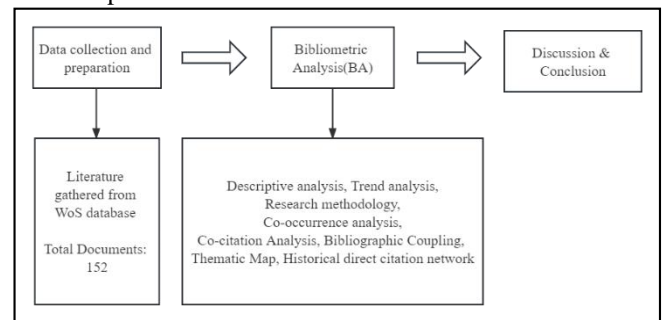 Data collection and
preparation
Bibliometric
Analysis(BA)
Discussion &
Conclusion
Literature
gathered from
WoS database
Total Documents:
152
Descriptive analysis, Trend analysis,
Research methodology,
Co-occurrence analysis,
Co-citation Analysis, Bibliographic Coupling,
Thematic Map, Historical direct citation network